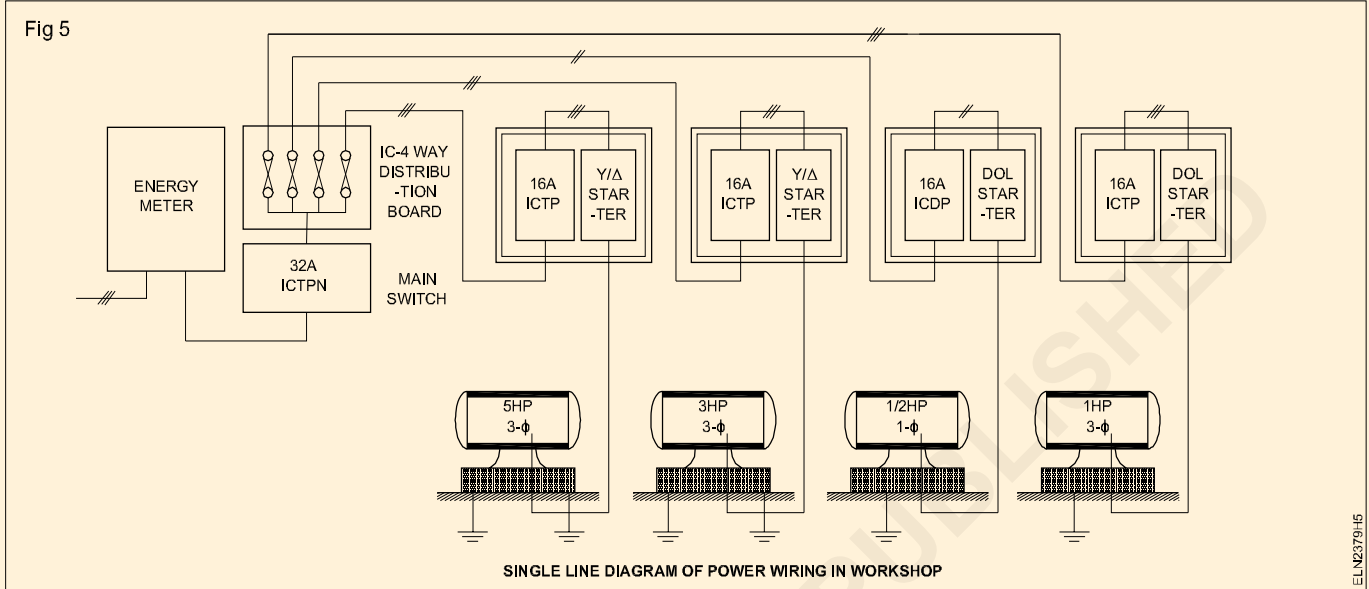 Fig 5
ENERGY
METER
IC-4 WAY
DISTRIBU
-TION
BOARD
32A
ICTPN
MAIN
SWITCH
16A
ICTP
Y/Δ
STAR
-TER
16A
ICTP
Y/Δ
STAR
-TER
16A
ICDP
DOL
STAR
-TER
16A
ICTP
DOL
STAR
-TER
5HP
3-ϕ
3HP
3-ϕ
1/2HP
1-ϕ
1HP
3-ϕ
SINGLE LINE DIAGRAM OF POWER WIRING IN WORKSHOP
ELN2379H5